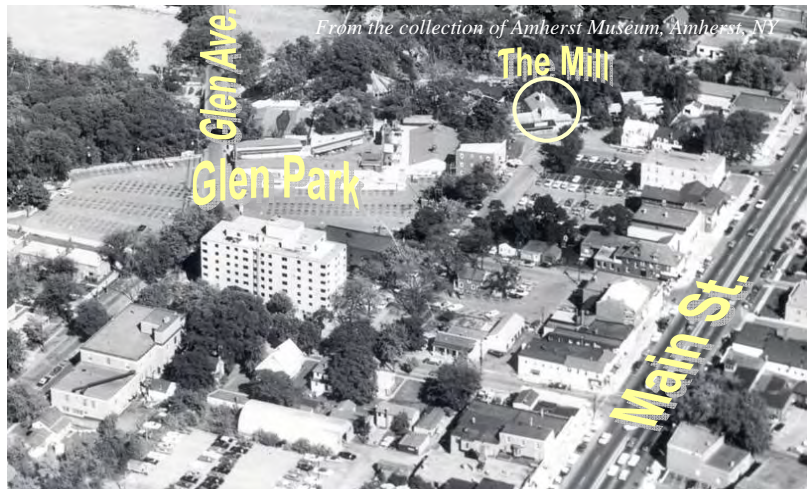 From the collection of Amherst Museum, Amherst, NY
Glen Ave.
The Mill
Glen Park
Main St.